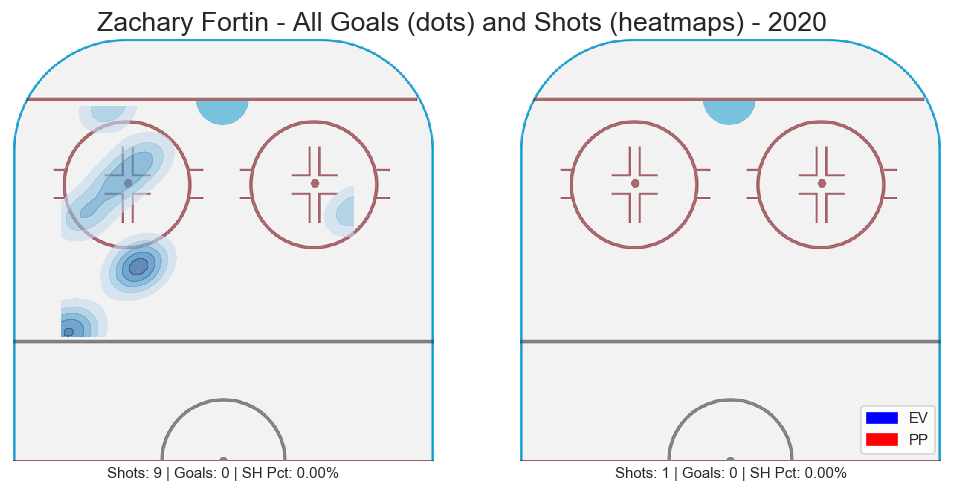 Zachary Fortin - All Goals (dots) and Shots (heatmaps) - 2020
EV
PP
Shots: 9 | Goals: 0 | SH Pct: 0.00%
Shots: 1 | Goals: 0 | SH Pct: 0.00%